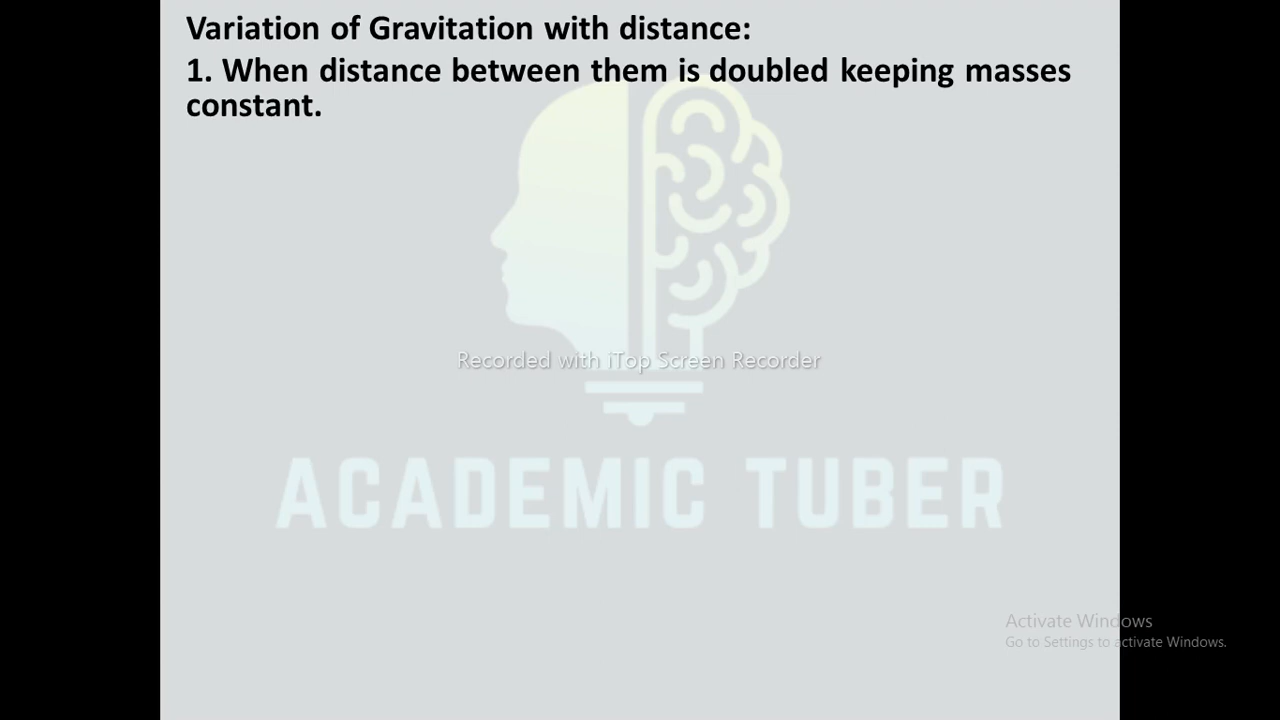 Variation of Gravitation with distance:
1. When distance between them is doubled keeping masses
constant.
Recorded with iTop Screen Recorder
ACADEMIC TUBER
Activate Windows
Go to Settings to activate Windows.